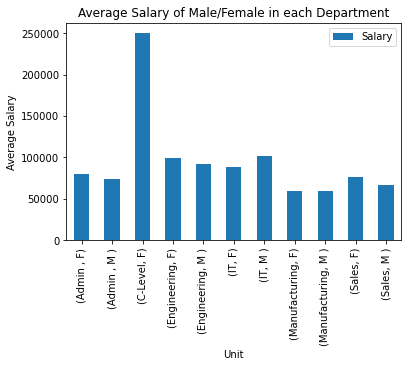 Average Salary of Male/Female in each Department
Salary
250000
200000
150000
100000
50000
0
Average Salary
(Admin , F)
(Admin , M )
(C-Level, F)
(Engineering, F)
(Engineering, M )
(IT, F)
(IT, M )
(Manufacturing, F)
(Manufacturing, M )
(Sales, F)
(Sales, M )
Unit